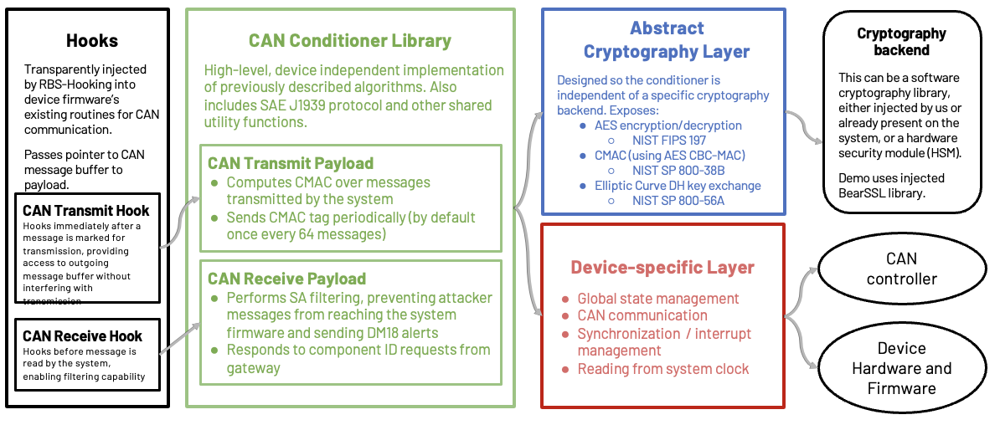 Hooks
Transparently injected
by RBS-Hooking into
device firmware's
existing routines for CAN
communication.
Passes pointer to CAN
message buffer to
payload.
CAN Transmit Hook
Hooks immediately after a
message is marked for
transmission, providing
access to outgoing
message buffer without
interfering with
transmission
CAN Receive Hook
Hooks before message is
read by the system,
enabling filtering capability
CAN Conditioner Library
High-level, device independent implementation
of previously described algorithms. Also
includes SAE J1939 protocol and other shared
utility functions.
CAN Transmit Payload
● Computes CMAC over messages
transmitted by the system
● Sends CMAC tag periodically (by default
once every 64 messages)
CAN Receive Payload
● Performs SA filtering, preventing attacker
messages from reaching the system
firmware and sending DM18 alerts
● Responds to component ID requests from
gateway
Abstract
Cryptography Layer
Designed so the conditioner is
independent of a specific cryptography
backend. Exposes:
● AES encryption/decryption
○ NIST FIPS 197
● CMAC (using AES CBC-MAC)
○ NIST SP 800-38B
● Elliptic Curve DH key exchange
○ NIST SP 800-56A
Device-specific Layer
● Global state management
● CAN communication
● Synchronization / interrupt
management
● Reading from system clock
Cryptography
backend
This can be a software
cryptography library,
either injected by us or
already present on the
system, or a hardware
security module (HSM).
Demo uses injected
BearSSL library.
CAN
controller
Device
Hardware and
Firmware